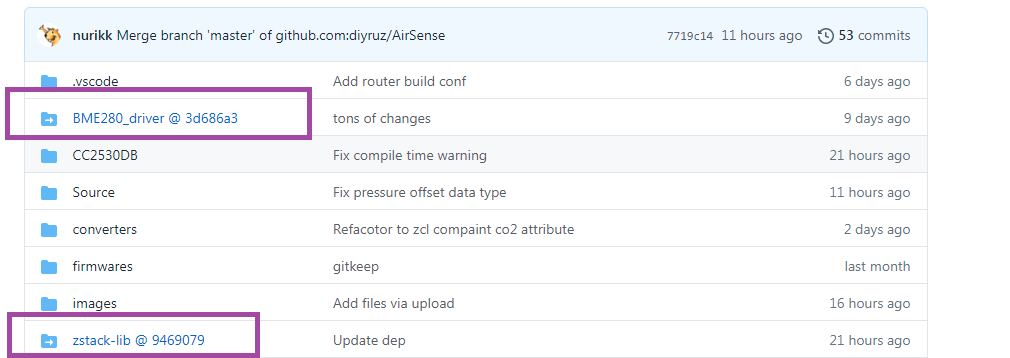 nurikk Merge branch 'master' of github.com:diyruz/AirSense 7719c14 11 hours ago 53 commits
.vscode Add router build conf 6 days ago
BME280_driver @ 3d686a3 tons of changes 9 days ago
CC2530DB Fix compile time warning 21 hours ago
Source Fix pressure offset data type 11 hours ago
converters Refacotor to zcl compaint co2 attribute 2 days ago
firmwares gitkeep last month
images Add files via upload 16 hours ago
zstack-lib @ 9469079 Update dep 21 hours ago